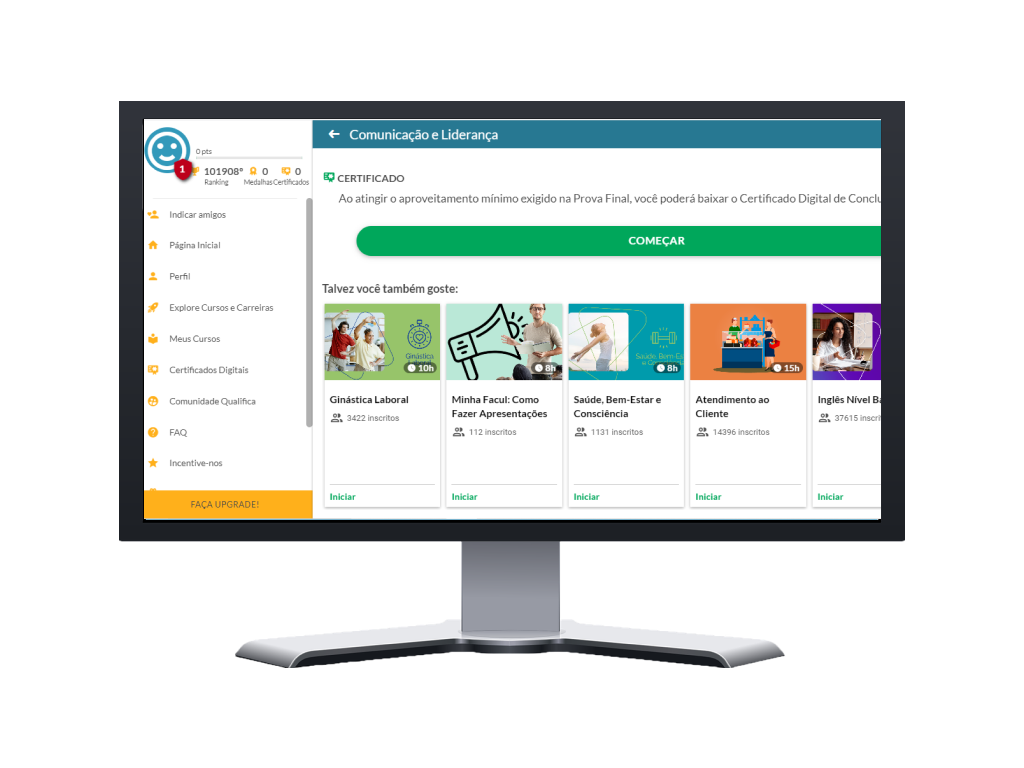 0 pts
1
101908º
0
0
Ranking
Medalhas
Certificados
Indicar amigos
Página Inicial
Perfil
Explore Cursos e Carreiras
Meus Cursos
Certificados Digitais
Comunidade Qualifica
FAQ
Incentive-nos
FAÇA UPGRADE!
Comunicação e Liderança
CERTIFICADO
Ao atingir o aproveitamento mínimo exigido na Prova Final, você poderá baixar o Certificado Digital de Conclu
COMEÇAR
Talvez você também goste:
Ginástica
Laboral
10h
Ginástica Laboral
3422 inscritos
Iniciar
8h
Minha Facul: Como
Fazer Apresentações
112 inscritos
Iniciar
Saúde, Bem-Es
8h
Saúde, Bem-Estar e
Consciência
1131 inscritos
Iniciar
15h
Atendimento ao
Cliente
14396 inscritos
Iniciar
Inglês Nível Ba
37615 inscri
Iniciar